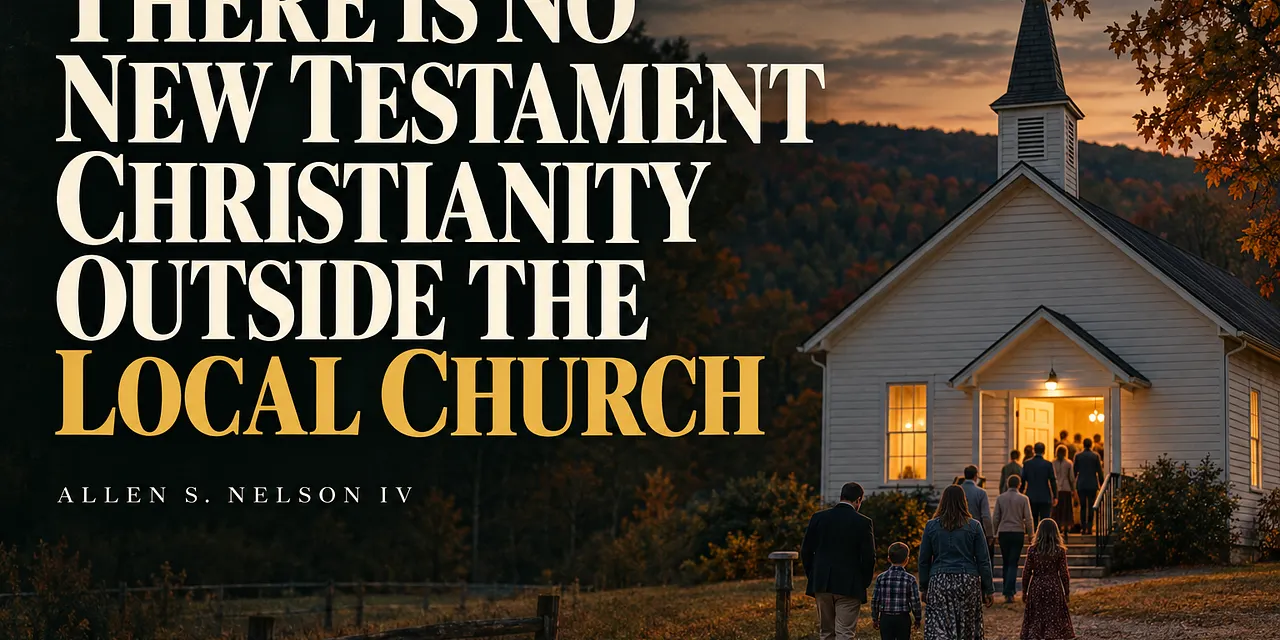 THERE IS NO
NEW TESTAMENT
CHRISTIANITY
OUTSIDE THE
LOCAL CHURCH
ALLEN S. NELSON IV